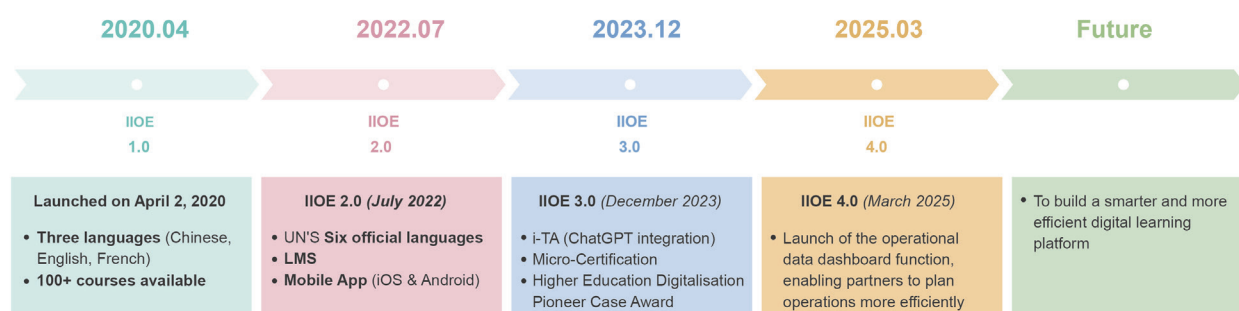 2020.04
2022.07
2023.12
2025.03
Future
IIOE
1.0
IIOE
2.0
IIOE
3.0
IIOE
4.0
Launched on April 2, 2020
• Three languages (Chinese,
English, French)
• 100+ courses available
IIOE 2.0 (July 2022)
• UN'S Six official languages
• LMS
• Mobile App (iOS & Android)
IIOE 3.0 (December 2023)
• i-TA (ChatGPT integration)
• Micro-Certification
• Higher Education Digitalisation
Pioneer Case Award
IIOE 4.0 (March 2025)
• Launch of the operational
data dashboard function,
enabling partners to plan
operations more efficiently
• To build a smarter and more
efficient digital learning
platform